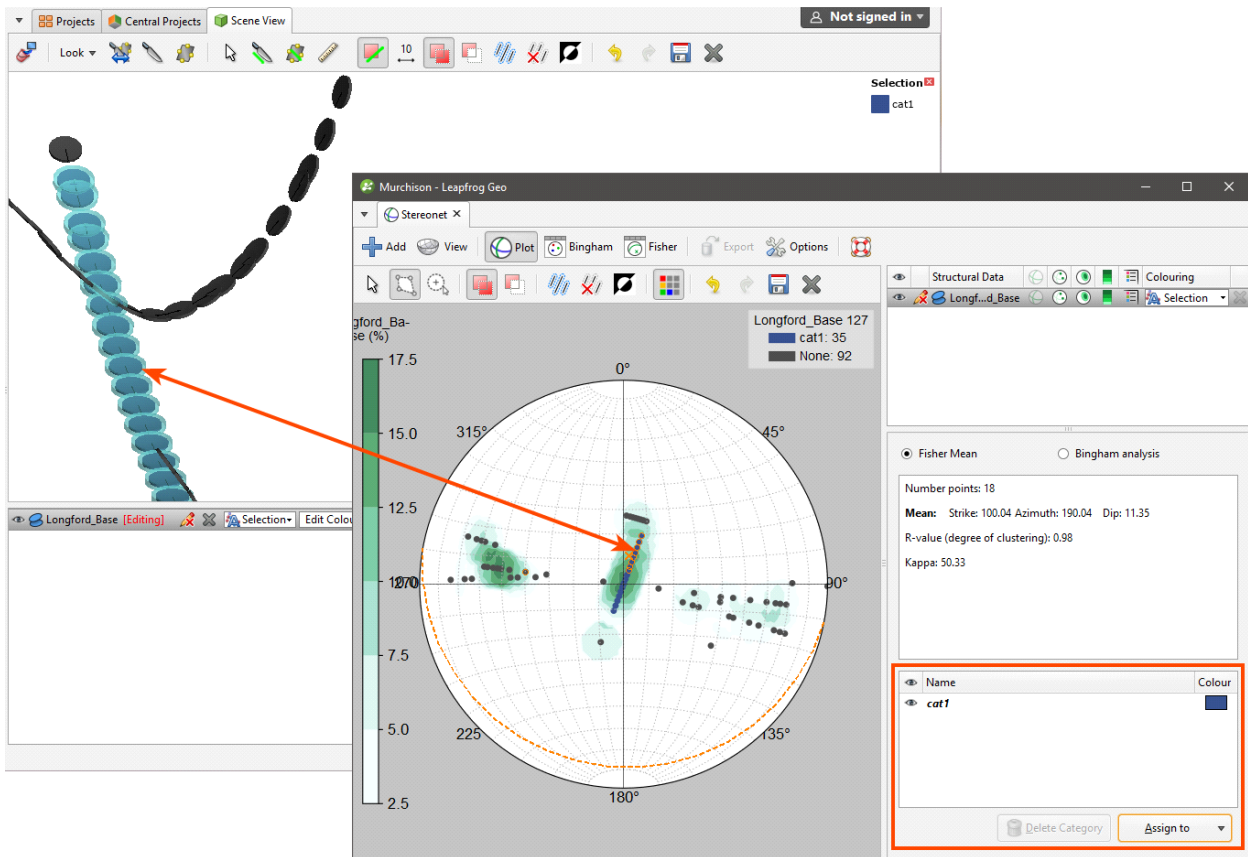 Projects Central Projects Scene View
Not signed in
Look
10
Selection
cat1
Murchison - Leapfrog Geo
Stereonet
Add View Plot Bingham Fisher Export Options
Structural Data Colouring
Longf...d_Base Selection
gford_Ba-
se (%)
Longford_Base 127
cat1: 35
None: 92
17.5
15.0
12.5
10.0
7.5
5.0
2.5
0°
45°
90°
135°
180°
225°
270
315°
Longford_Base [Editing] Selection Edit Colou
Fisher Mean Bingham analysis
Number points: 18
Mean: Strike: 100.04 Azimuth: 190.04 Dip: 11.35
R-value (degree of clustering): 0.98
Kappa: 50.33
Name Colour
cat1
Delete Category Assign to